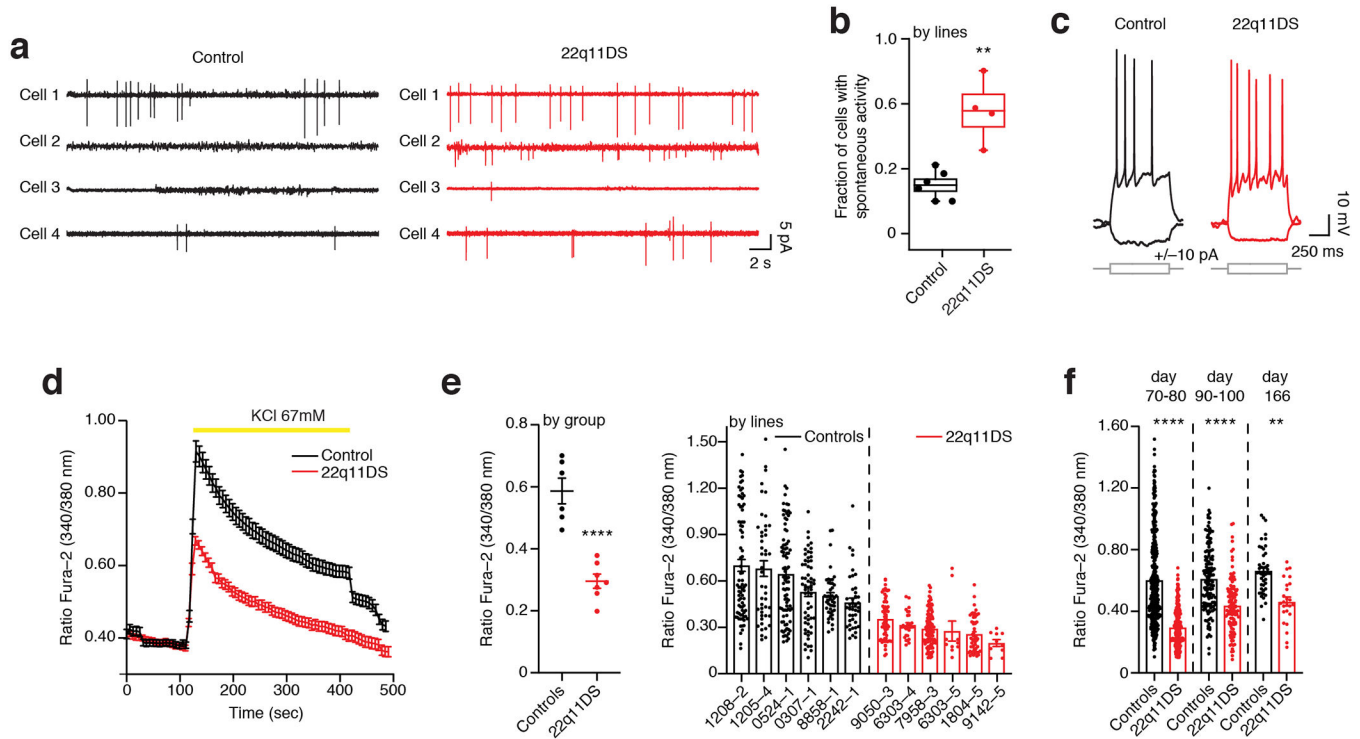 a
Control
22q11DS
Cell 1
Cell 2
Cell 3
Cell 4
Cell 1
Cell 2
Cell 3
Cell 4
5 pA
2 s
b
by lines
Fraction of cells with
spontaneous activity
1.0
0.6
0.2
0
**
Control
22q11DS
c
Control
22q11DS
+/−10 pA
10 mV
250 ms
d
KCl 67mM
Control
22q11DS
Ratio Fura−2 (340/380 nm)
1.00
0.80
0.60
0.40
0
100
200
300
400
500
Time (sec)
e
by group
Ratio Fura−2 (340/380 nm)
0.8
0.6
0.4
0.2
0
****
Controls
22q11DS
by lines
Controls
22q11DS
Ratio Fura−2 (340/380 nm)
1.50
1.20
0.90
0.60
0.30
0
1208−2
1205−4
0524−1
0307−1
8858−1
2242−1
9050−3
6303−4
7958−3
6303−5
1804−5
9142−5
f
day
70-80
day
90-100
day
166
****
****
**
Ratio Fura−2 (340/380 nm)
1.60
1.20
0.80
0.40
0
Controls
22q11DS
Controls
22q11DS
Controls
22q11DS